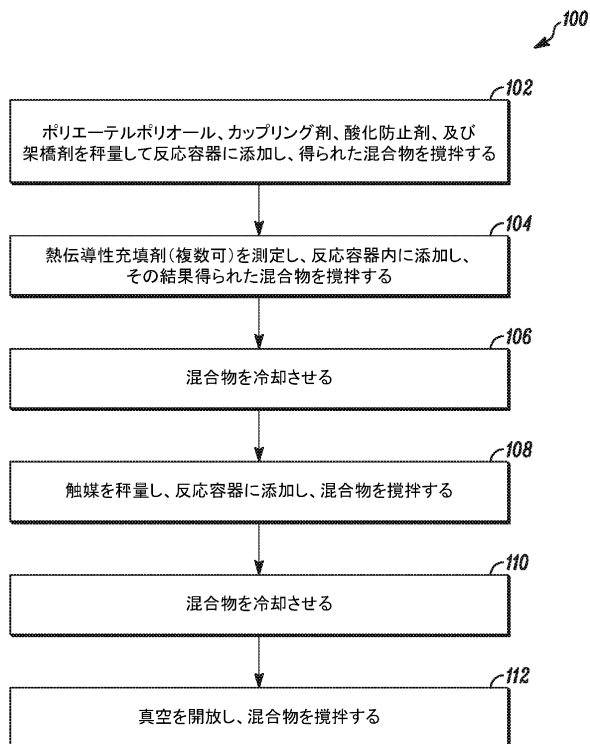 100
102
ポリエーテルポリオール、カップリング剤、酸化防止剤、及び
架橋剤を秤量して反応容器に添加し、得られた混合物を撹拌する
104
熱伝導性充填剤(複数可)を測定し、反応容器内に添加し、
その結果得られた混合物を撹拌する
106
混合物を冷却させる
108
触媒を秤量し、反応容器に添加し、混合物を撹拌する
110
混合物を冷却させる
112
真空を開放し、混合物を撹拌する